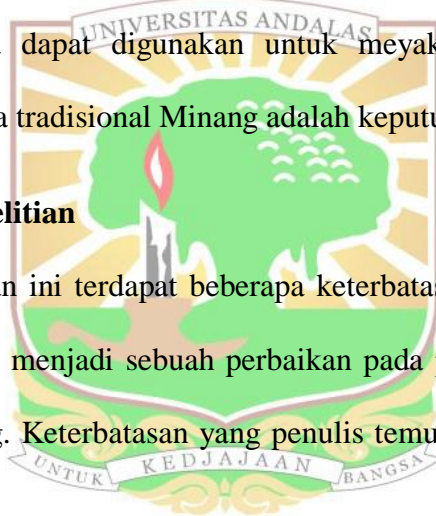 UNIVERSITAS ANDALAS
dapat digunakan untuk meyak
tradisional Minang adalah keputu
elitian
ini terdapat beberapa keterbatas
menjadi sebuah perbaikan pada
Keterbatasan yang penulis temu
UNTUK KEDJAJAAN BANGSA